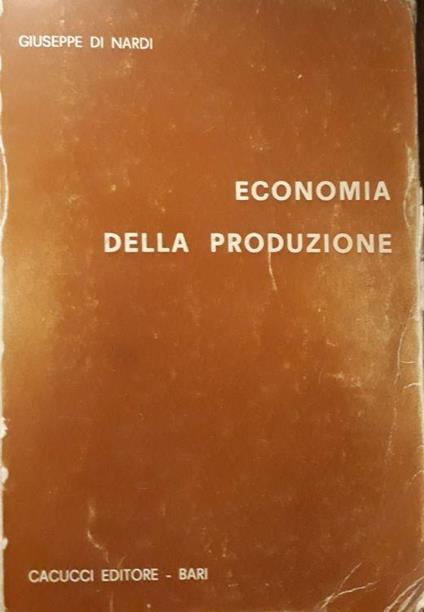 GIUSEPPE DI NARDI
ECONOMIA
DELLA PRODUZIONE
CACUCCI EDITORE - BARI